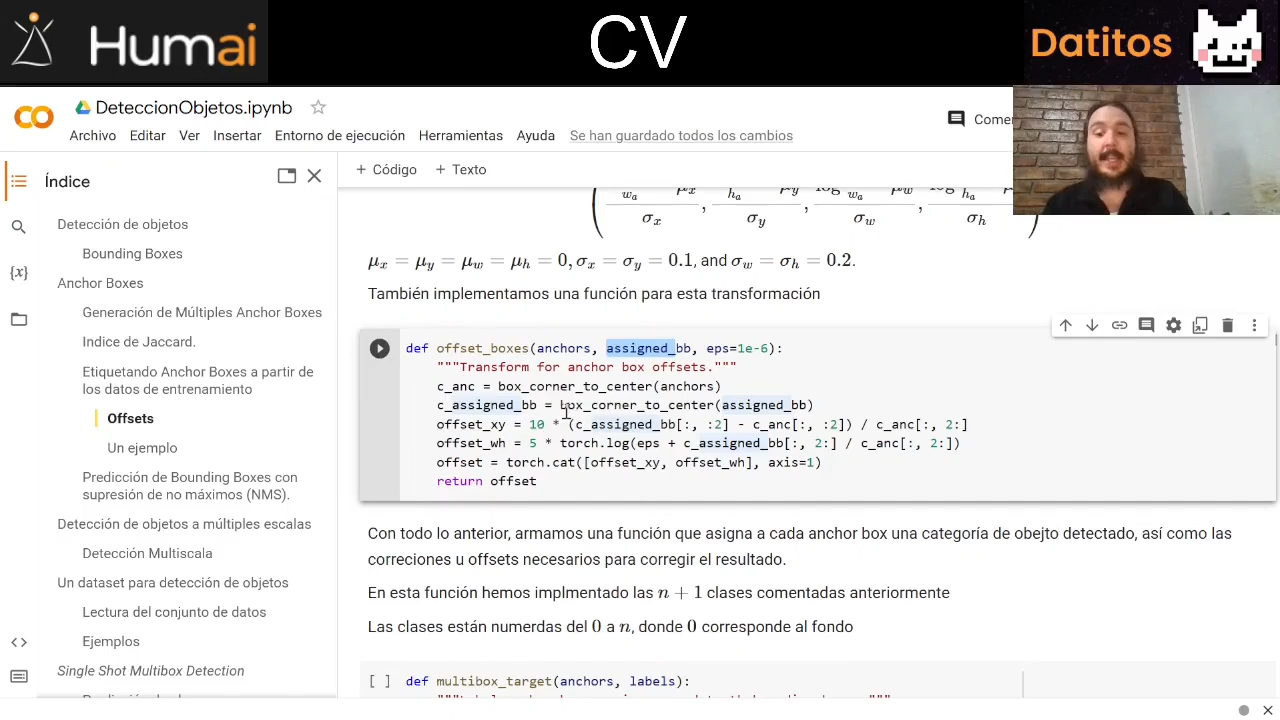 Humai
CV
Datitos
DeteccionObjetos.ipynb
Archivo Editar Ver Insertar Entorno de ejecución Herramientas Ayuda Se han guardado todos los cambios
Índice
+ Código + Texto
Detección de objetos
Bounding Boxes
Anchor Boxes
Generación de Múltiples Anchor Boxes
Indice de Jaccard.
Etiquetando Anchor Boxes a partir de
los datos de entrenamiento
Offsets
Un ejemplo
Predicción de Bounding Boxes con
supresión de no máximos (NMS).
Detección de objetos a múltiples escalas
Detección Multiscala
Un dataset para detección de objetos
Lectura del conjunto de datos
Ejemplos
Single Shot Multibox Detection
σx , σy , σw , σh
μx = μy = μw = μh = 0, σx = σy = 0.1, and σw = σh = 0.2.
También implementamos una función para esta transformación
def offset_boxes(anchors, assigned_bb, eps=1e-6):
"""Transform for anchor box offsets."""
c_anc = box_corner_to_center(anchors)
c_assigned_bb = box_corner_to_center(assigned_bb)
offset_xy = 10 * (c_assigned_bb[:, :2] - c_anc[:, :2]) / c_anc[:, 2:]
offset_wh = 5 * torch.log(eps + c_assigned_bb[:, 2:] / c_anc[:, 2:])
offset = torch.cat([offset_xy, offset_wh], axis=1)
return offset
Con todo lo anterior, armamos una función que asigna a cada anchor box una categoría de obejto detectado, así como las
correciones u offsets necesarios para corregir el resultado.
En esta función hemos implmentado las n + 1 clases comentadas anteriormente
Las clases están numerdas del 0 a n, donde 0 corresponde al fondo
[ ] def multibox_target(anchors, labels):